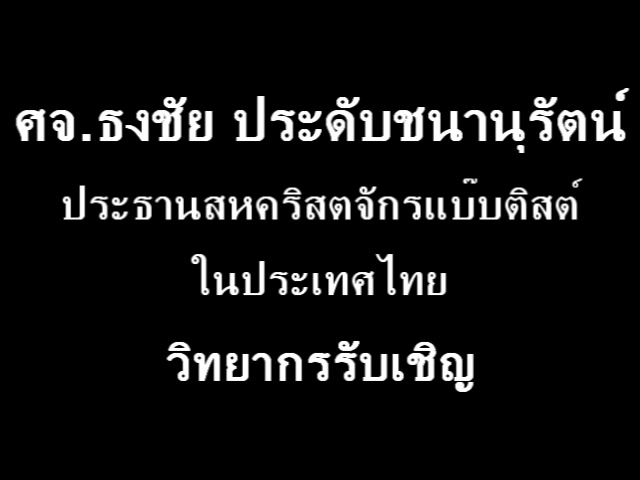 ศจ.ธงชัย ประดับชนานุรัตน์
ประธานสหคริสตจักรแบ๊บติสต์
ในประเทศไทย
วิทยากรรับเชิญ